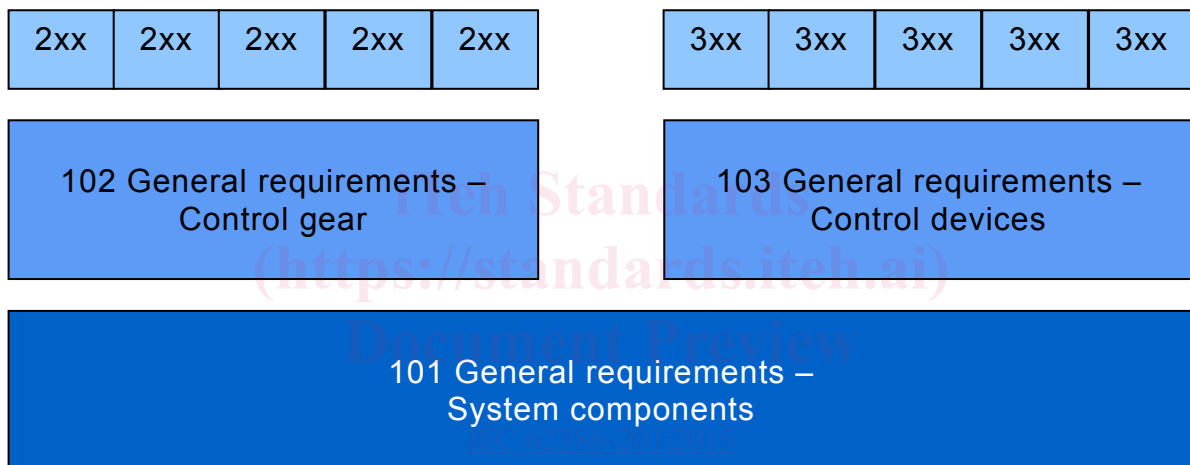 2xx 2xx 2xx 2xx 2xx 3xx 3xx 3xx 3xx 3xx
102 General requirements –
Control gear
103 General requirements –
Control devices
iTeh Standards
(https://standards.iteh.ai)
Document Preview
101 General requirements –
System components